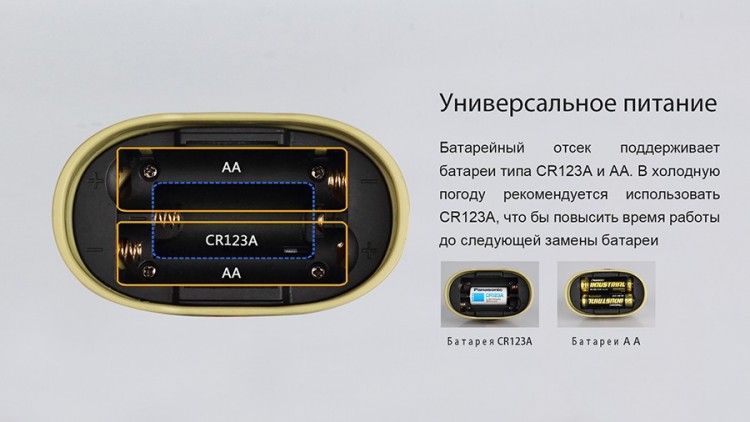 Универсальное питание
Батарейный отсек поддерживает
батареи типа CR123A и AA. В холодную
погоду рекомендуется использовать
CR123A, что бы повысить время работы
до следующей замены батареи
AA
CR123A
AA
Panasonic
CR123A
INDUSTRIAL
INDUSTRIAL
Батарея CR123A
Батареи A A